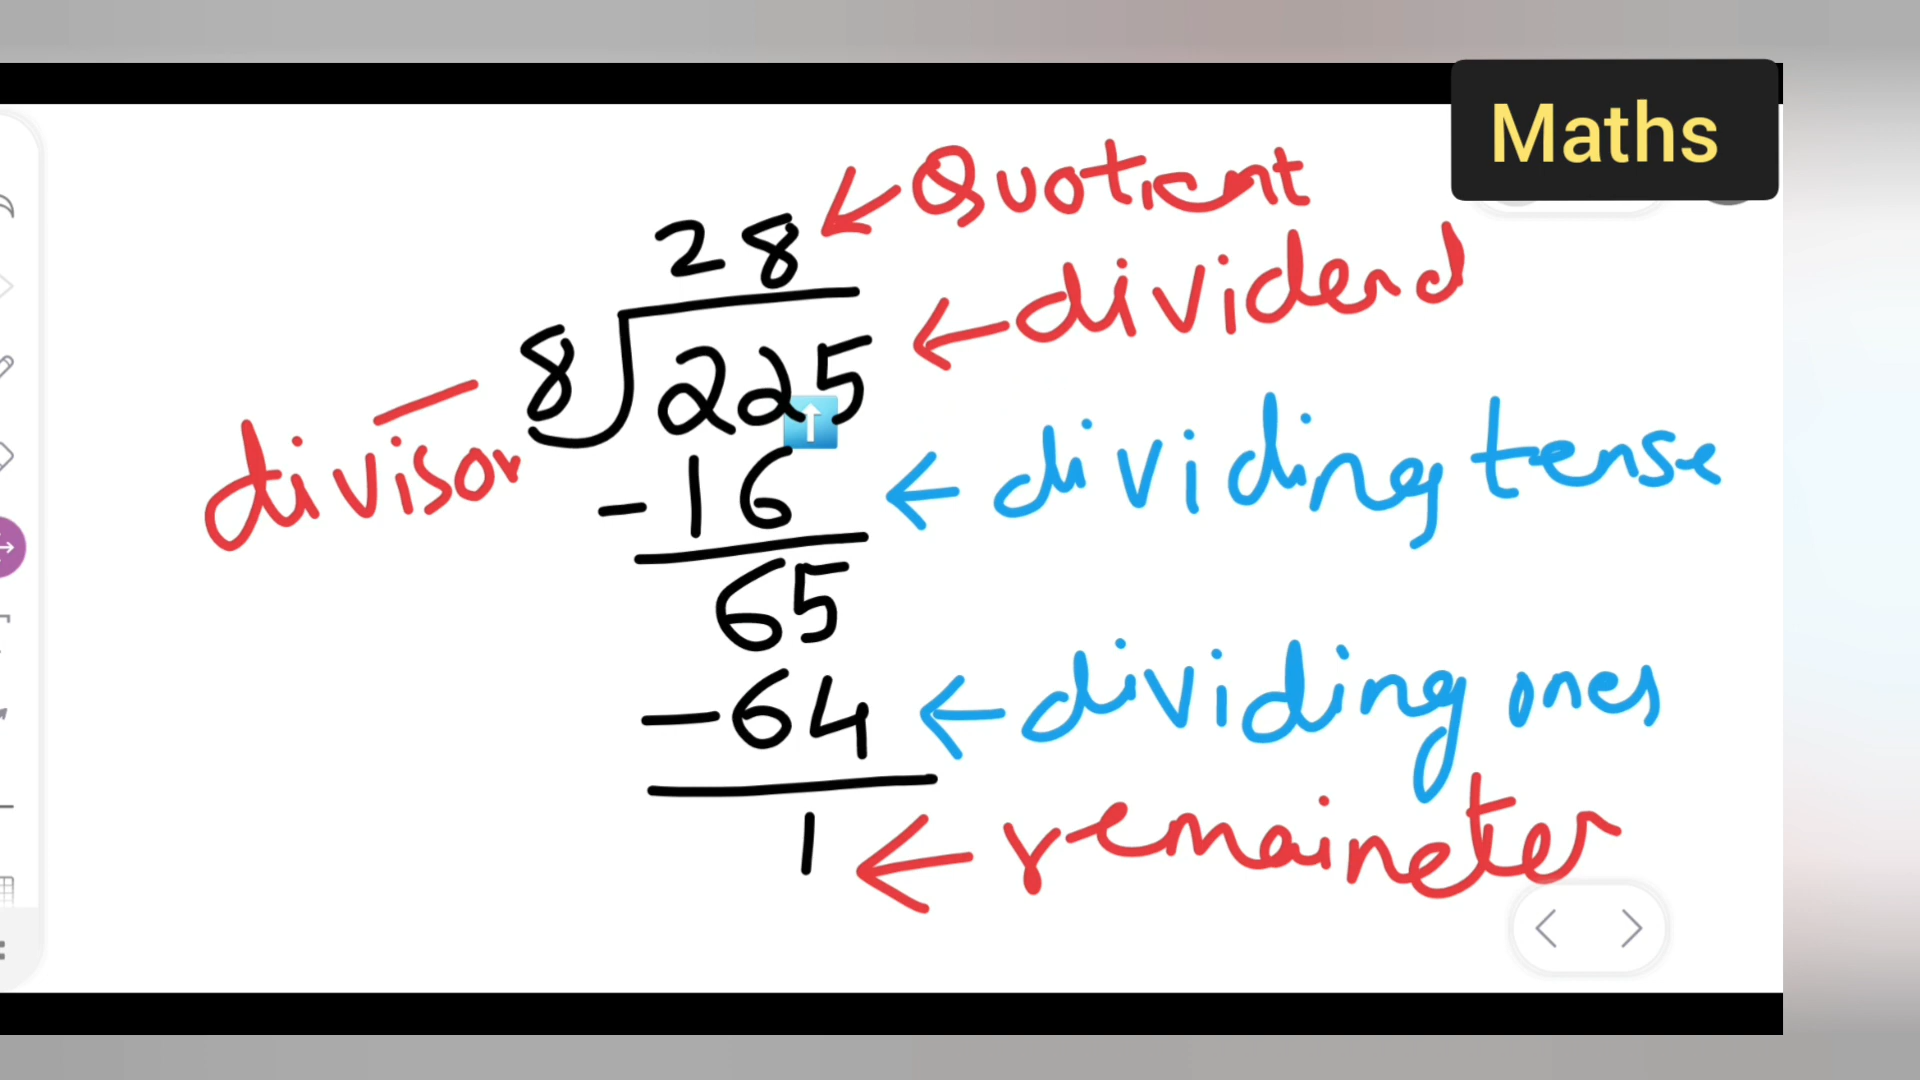 Maths
28 ← Quotient
8 225 ← dividend
divisor
- 16 ← dividing tense
65
- 64 ← dividing ones
1 ← remaineter